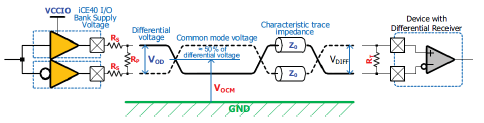 VCCIO
iCE40 I/O
Bank Supply
Voltage
Differential
voltage
Characteristic trace
impedance
Device with
Differential Receiver
Common mode voltage
= 50 % of
differential voltage
RS
RP
RS
VOD
VOCM
Z0
Z0
VDIFF
RT
GND